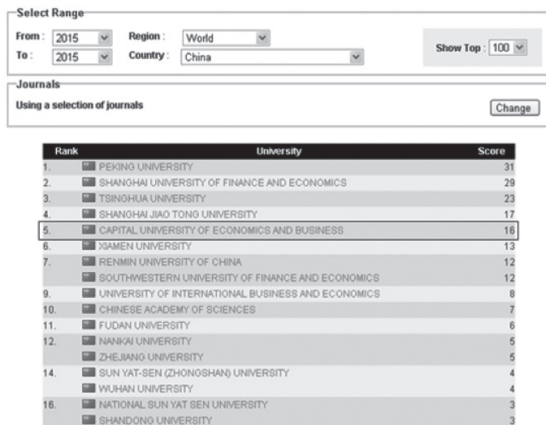 Select Range
From : 2015 Region : World
To : 2015 Country : China
Show Top : 100
Journals
Using a selection of journals Change
Rank University Score
1. PEKING UNIVERSITY 31
2. SHANGHAI UNIVERSITY OF FINANCE AND ECONOMICS 29
3. TSINGHUA UNIVERSITY 23
4. SHANGHAI JIAO TONG UNIVERSITY 17
5. CAPITAL UNIVERSITY OF ECONOMICS AND BUSINESS 16
6. XIAMEN UNIVERSITY 13
7. RENMIN UNIVERSITY OF CHINA 12
SOUTHWESTERN UNIVERSITY OF FINANCE AND ECONOMICS 12
9. UNIVERSITY OF INTERNATIONAL BUSINESS AND ECONOMICS 8
10. CHINESE ACADEMY OF SCIENCES 7
11. FUDAN UNIVERSITY 6
12. NANKAI UNIVERSITY 5
ZHEJIANG UNIVERSITY 5
14. SUN YAT-SEN (ZHONGSHAN) UNIVERSITY 4
WUHAN UNIVERSITY 4
16. NATIONAL SUN YAT SEN UNIVERSITY 3
SHANDONG UNIVERSITY 3